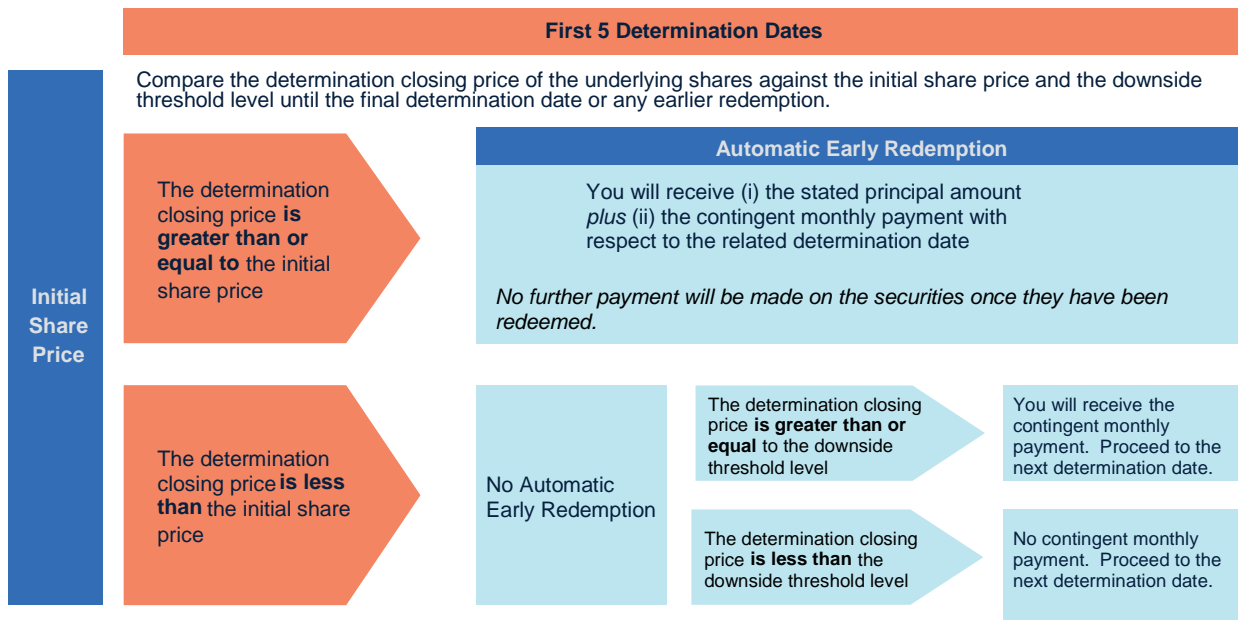 First 5 Determination Dates
Compare the determination closing price of the underlying shares against the initial share price and the downside
threshold level until the final determination date or any earlier redemption.
Initial
Share
Price
The determination
closing price is
greater than or
equal to the initial
share price
Automatic Early Redemption
You will receive (i) the stated principal amount
plus (ii) the contingent monthly payment with
respect to the related determination date
No further payment will be made on the securities once they have been
redeemed.
The determination
closing price is less
than the initial share
price
No Automatic
Early Redemption
The determination closing
price is greater than or
equal to the downside
threshold level
You will receive the
contingent monthly
payment. Proceed to the
next determination date.
The determination closing
price is less than the
downside threshold level
No contingent monthly
payment. Proceed to the
next determination date.